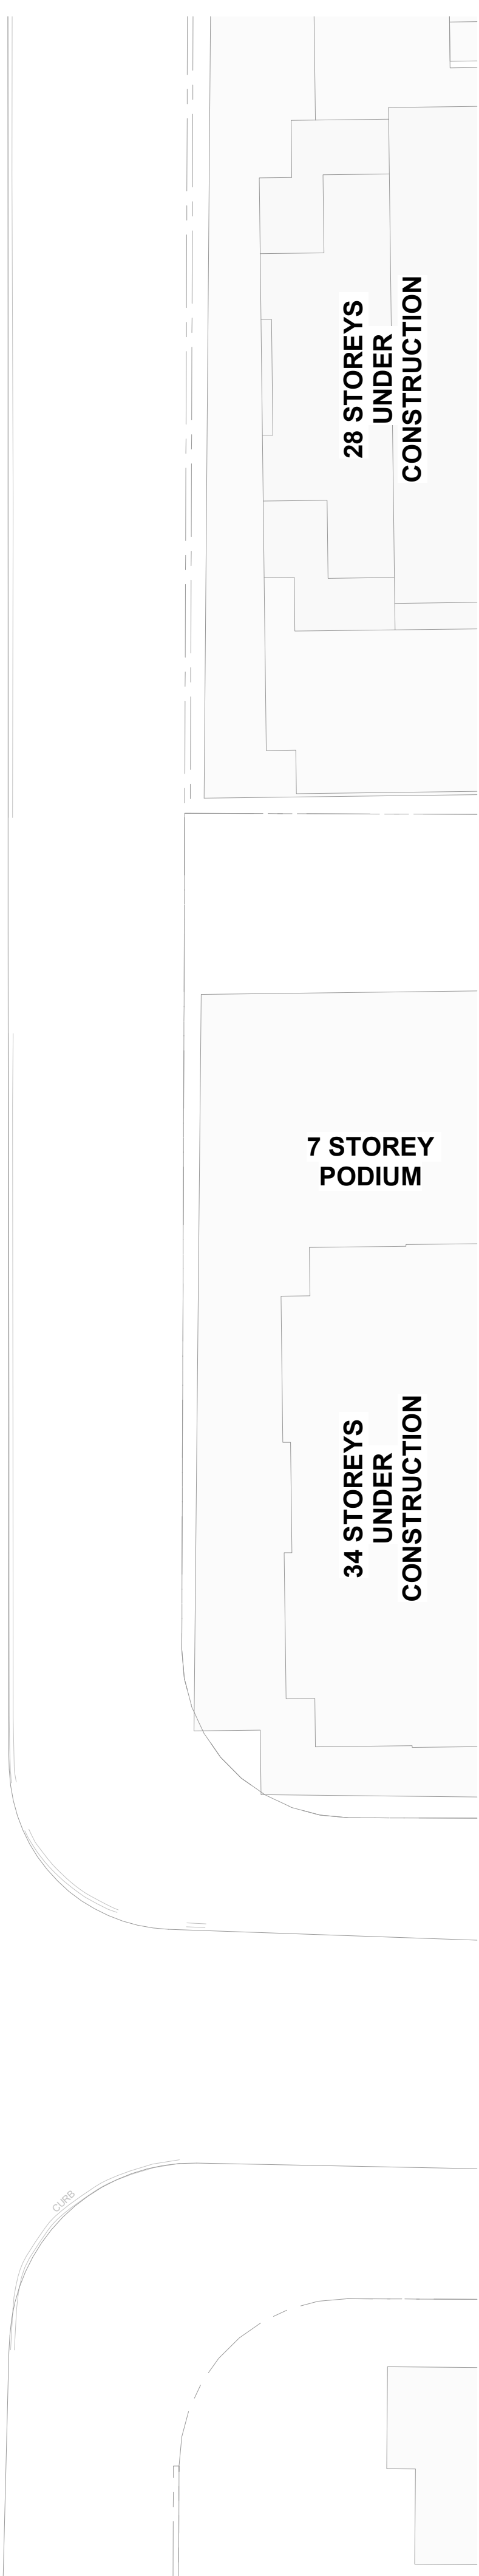 28 STOREYS
UNDER
CONSTRUCTION
7 STOREY
PODIUM
34 STOREYS
UNDER
CONSTRUCTION
CURB